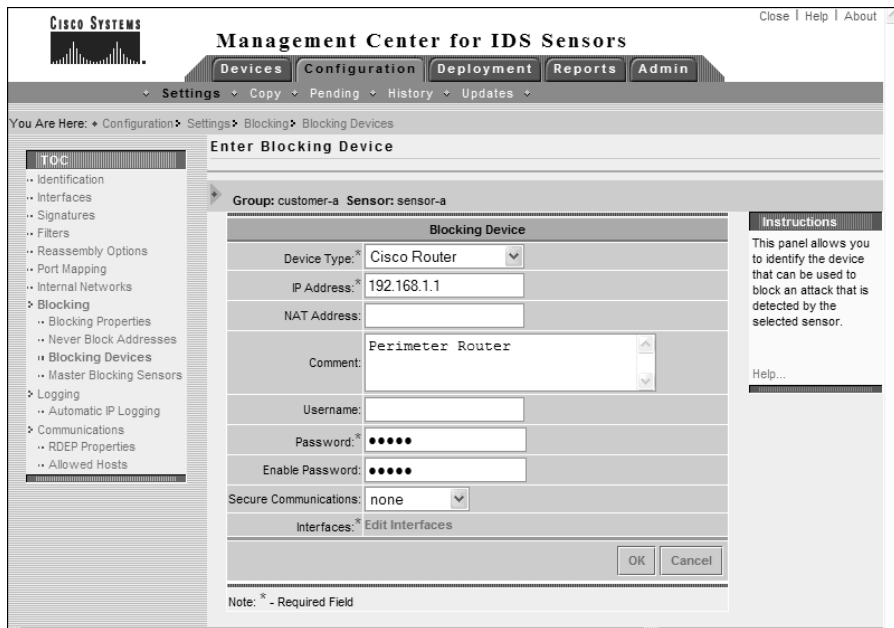 Close | Help | About
CISCO SYSTEMS
Management Center for IDS Sensors
Devices Configuration Deployment Reports Admin
Settings Copy Pending History Updates
You Are Here: Configuration Settings Blocking Blocking Devices
TOC
Identification
Interfaces
Signatures
Filters
Reassembly Options
Port Mapping
Internal Networks
Blocking
Blocking Properties
Never Block Addresses
Blocking Devices
Master Blocking Sensors
Logging
Automatic IP Logging
Communications
RDEP Properties
Allowed Hosts
Enter Blocking Device
Group: customer-a Sensor: sensor-a
Blocking Device
Device Type:* Cisco Router
IP Address:* 192.168.1.1
NAT Address:
Comment: Perimeter Router
Username:
Password:* •••••
Enable Password: •••••
Secure Communications: none
Interfaces:* Edit Interfaces
OK Cancel
Note: * - Required Field
Instructions
This panel allows you
to identify the device
that can be used to
block an attack that is
detected by the
selected sensor.
Help...